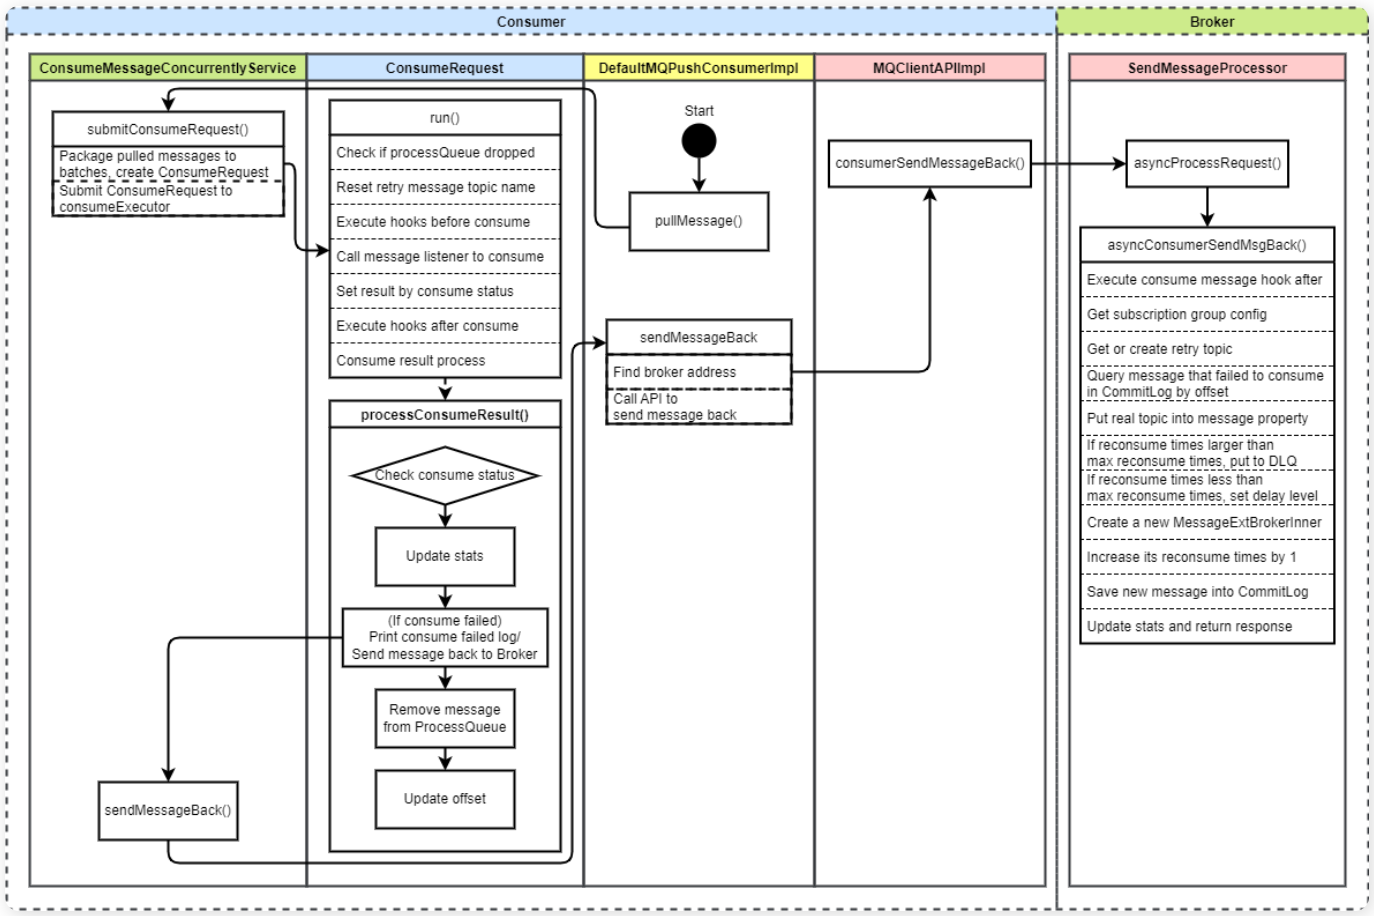 Consumer
Broker
ConsumeMessageConcurrentlyService
ConsumeRequest
DefaultMQPushConsumerImpl
MQClientAPIImpl
SendMessageProcessor
submitConsumeRequest()
Package pulled messages to
batches, create ConsumeRequest
Submit ConsumeRequest to
consumeExecutor
sendMessageBack()
run()
Check if processQueue dropped
Reset retry message topic name
Execute hooks before consume
Call message listener to consume
Set result by consume status
Execute hooks after consume
Consume result process
processConsumeResult()
Check consume status
Update stats
(If consume failed)
Print consume failed log/
Send message back to Broker
Remove message
from ProcessQueue
Update offset
Start
pullMessage()
sendMessageBack
Find broker address
Call API to
send message back
consumerSendMessageBack()
asyncProcessRequest()
asyncConsumerSendMsgBack()
Execute consume message hook after
Get subscription group config
Get or create retry topic
Query message that failed to consume
in CommitLog by offset
Put real topic into message property
If reconsume times larger than
max reconsume times, put to DLQ
If reconsume times less than
max reconsume times, set delay level
Create a new MessageExtBrokerInner
Increase its reconsume times by 1
Save new message into CommitLog
Update stats and return response